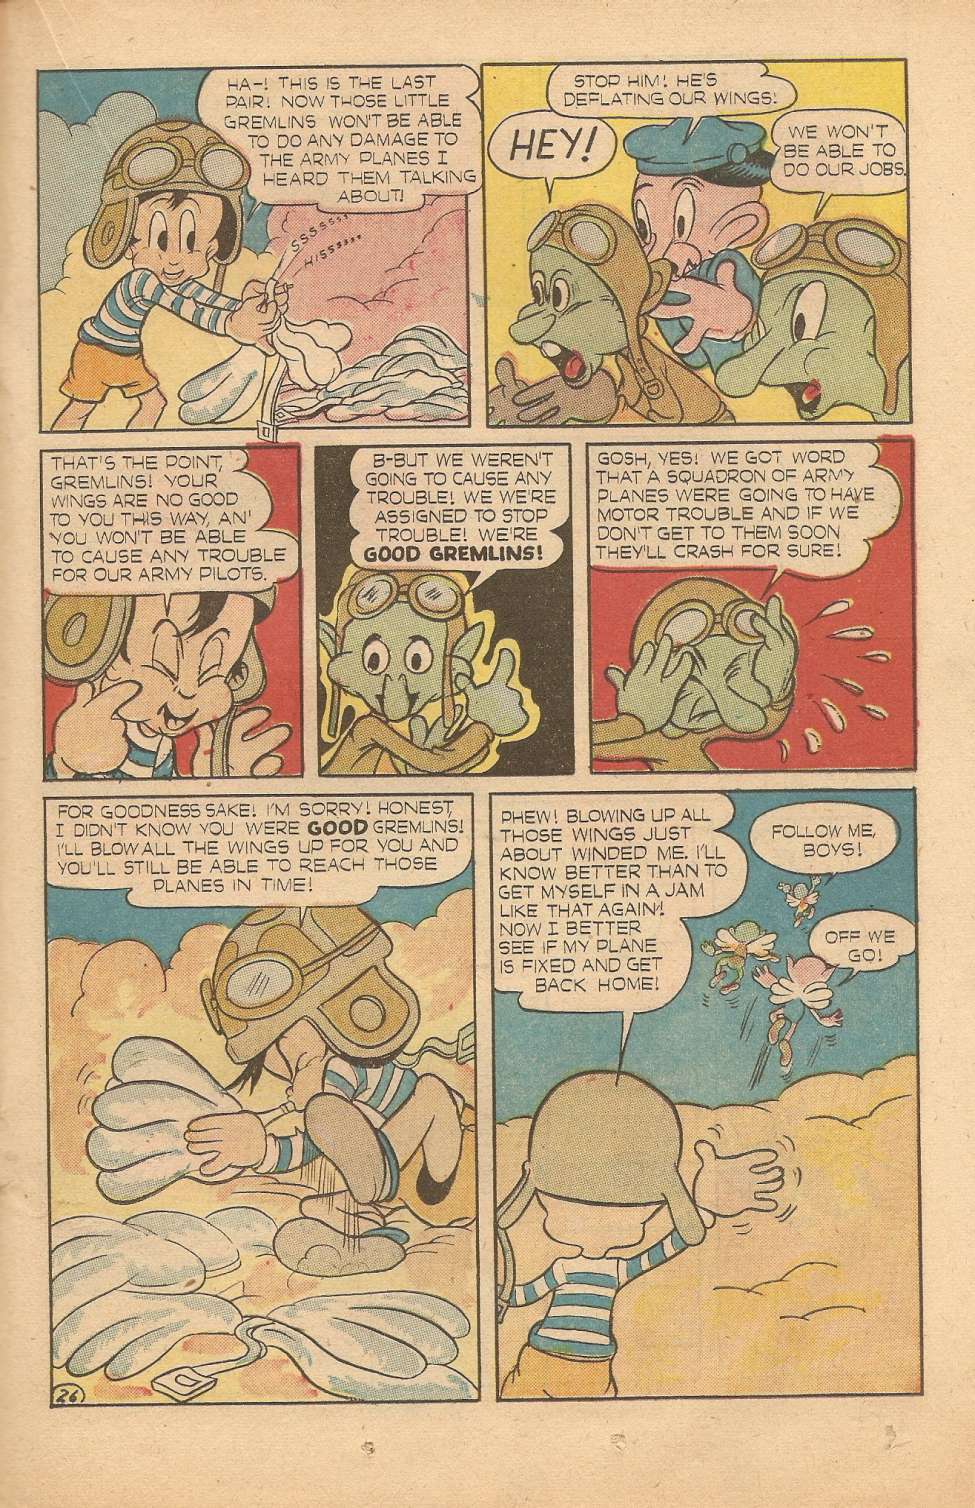 HA-! THIS IS THE LAST
PAIR! NOW THOSE LITTLE
GREMLINS WON'T BE ABLE
TO DO ANY DAMAGE TO
THE ARMY PLANES I
HEARD THEM TALKING
ABOUT!
SSSSSSS...
HISSSSSS...
STOP HIM! HE'S
DEFLATING OUR WINGS!
HEY!
WE WON'T
BE ABLE TO
DO OUR JOBS.
THAT'S THE POINT,
GREMLINS! YOUR
WINGS ARE NO GOOD
TO YOU THIS WAY, AN'
YOU WON'T BE ABLE
TO CAUSE ANY TROUBLE
FOR OUR ARMY PILOTS.
B-BUT WE WEREN'T
GOING TO CAUSE ANY
TROUBLE! WE WE'RE
ASSIGNED TO STOP
TROUBLE! WE'RE
GOOD GREMLINS!
GOSH, YES! WE GOT WORD
THAT A SQUADRON OF ARMY
PLANES WERE GOING TO HAVE
MOTOR TROUBLE AND IF WE
DON'T GET TO THEM SOON
THEY'LL CRASH FOR SURE!
FOR GOODNESS SAKE! I'M SORRY! HONEST,
I DIDN'T KNOW YOU WERE GOOD GREMLINS!
I'LL BLOW ALL THE WINGS UP FOR YOU AND
YOU'LL STILL BE ABLE TO REACH THOSE
PLANES IN TIME!
PHEW! BLOWING UP ALL
THOSE WINGS JUST
ABOUT WINDED ME. I'LL
KNOW BETTER THAN TO
GET MYSELF IN A JAM
LIKE THAT AGAIN!
NOW I BETTER
SEE IF MY PLANE
IS FIXED AND GET
BACK HOME!
FOLLOW ME,
BOYS!
OFF WE
GO!
26